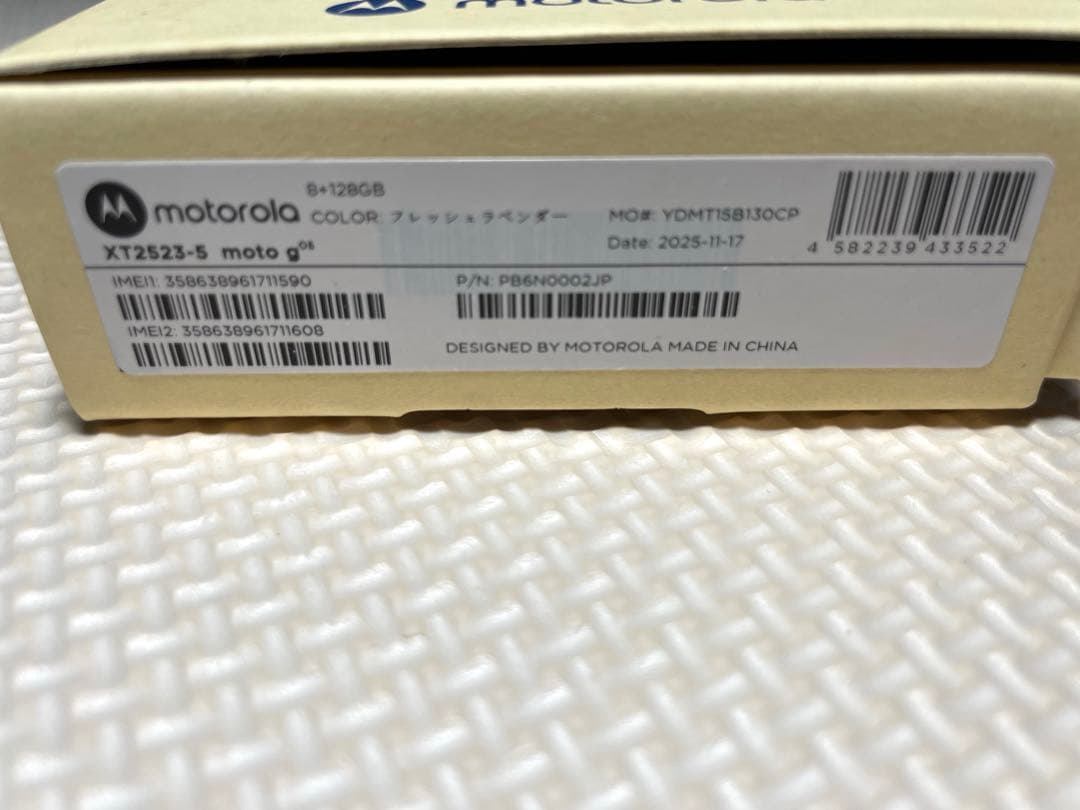 motorola
motorola
8+128GB
COLOR: フレッシュラベンダー
XT2523-5 moto g05
MO#: YDMT15B130CP
Date: 2025-11-17
4 582239 433522
IMEI1: 358638961711590
IMEI2: 358638961711608
P/N: PB6N0002JP
DESIGNED BY MOTOROLA MADE IN CHINA